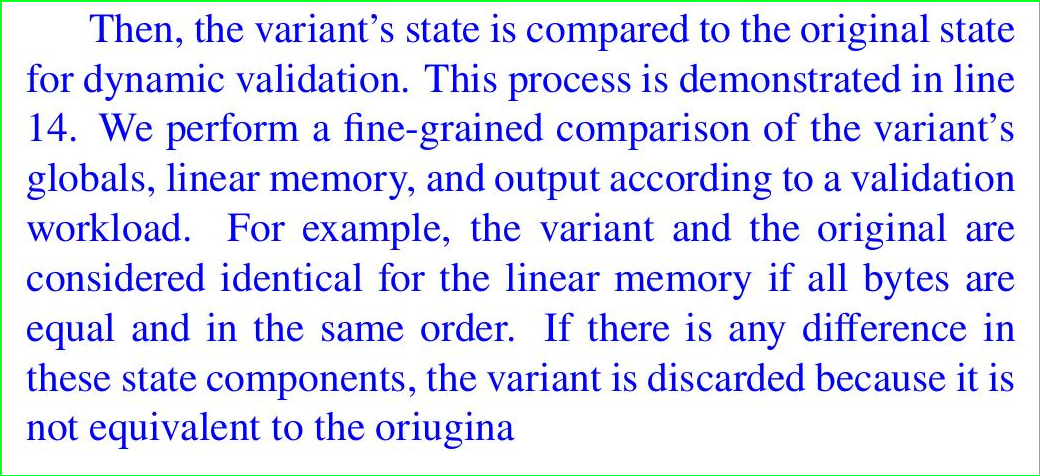 Then, the variant’s state is compared to the original state
for dynamic validation. This process is demonstrated in line
14. We perform a fine-grained comparison of the variant’s
globals, linear memory, and output according to a validation
workload. For example, the variant and the original are
considered identical for the linear memory if all bytes are
equal and in the same order. If there is any difference in
these state components, the variant is discarded because it is
not equivalent to the oriugina